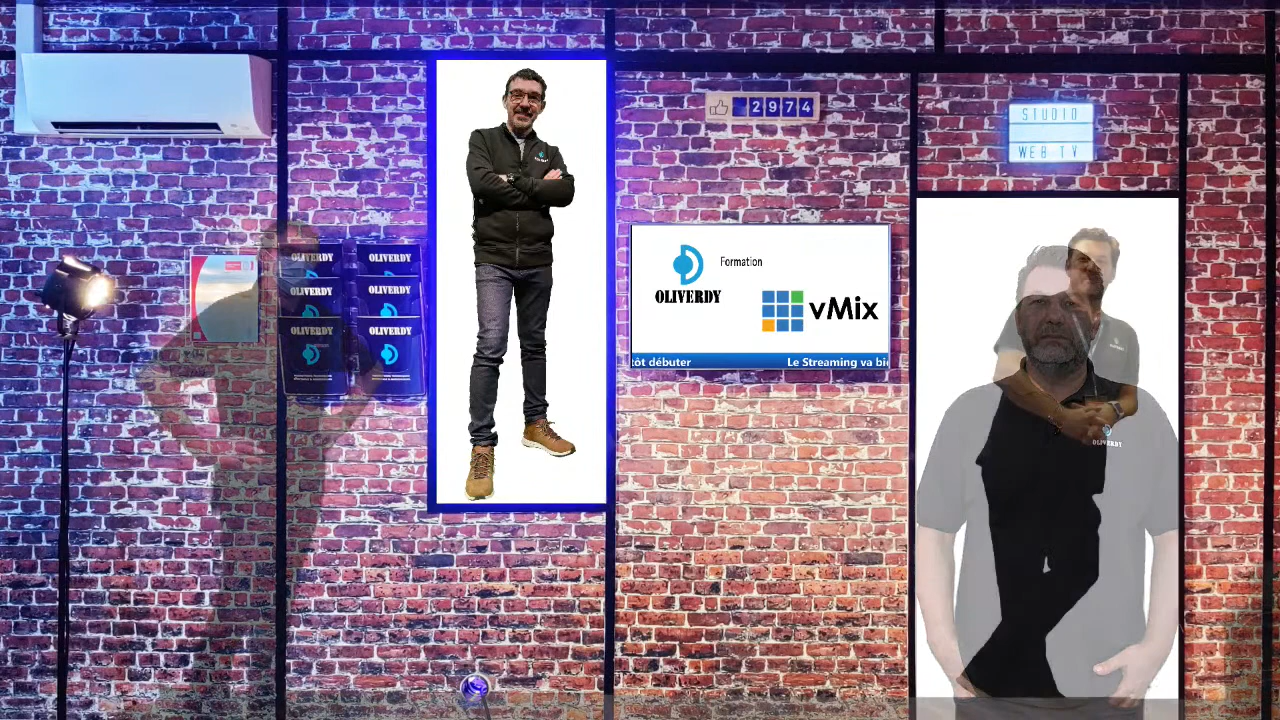 2974
STUDIO
WEB TV
OLIVERDY
OLIVERDY
OLIVERDY
OLIVERDY
OLIVERDY
OLIVERDY
Formation
OLIVERDY
vMix
tôt débuter
Le Streaming va bi
OLIVERDY